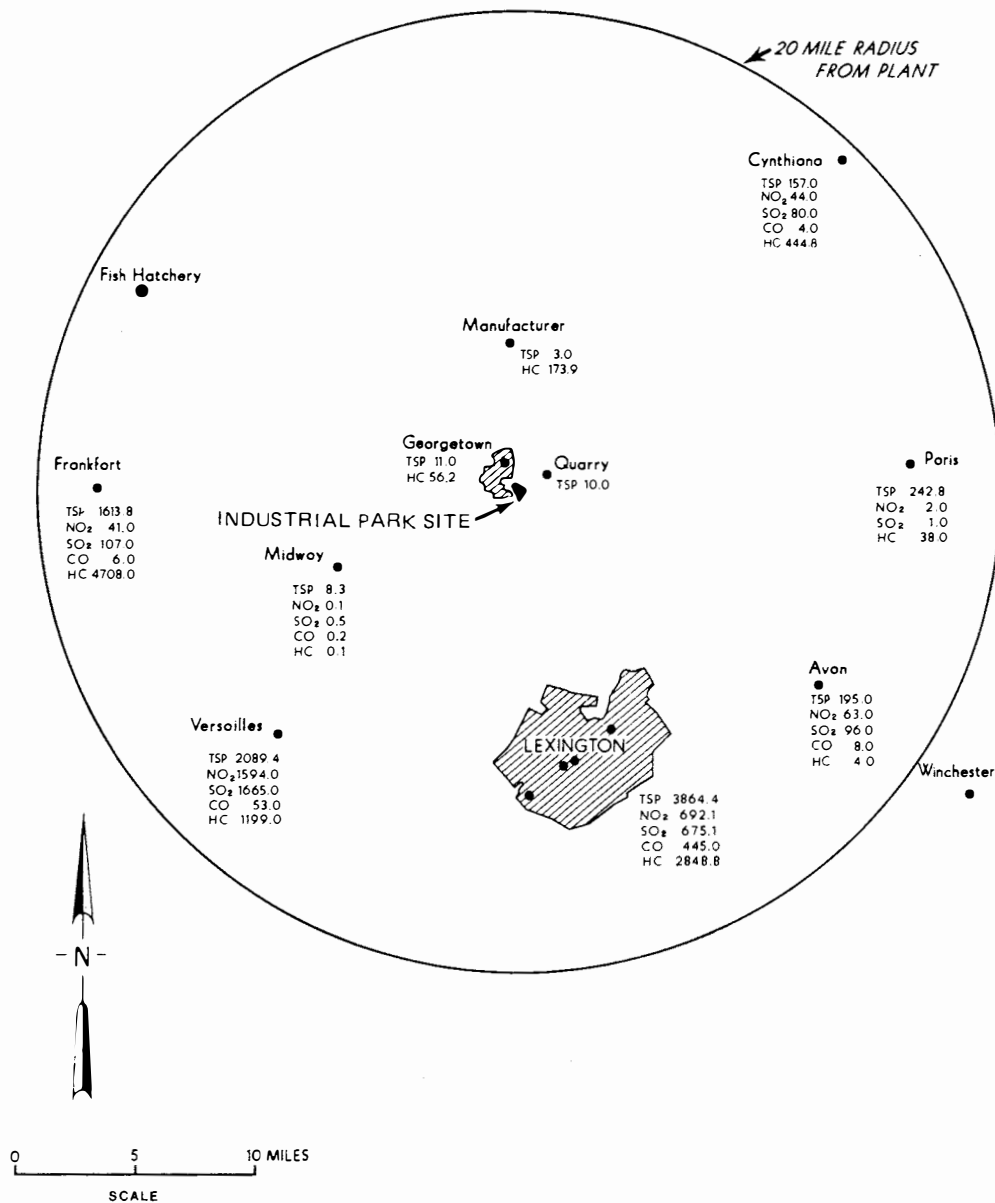 20 MILE RADIUS
FROM PLANT
Cynthiana
TSP 157.0
NO₂ 44.0
SO₂ 80.0
CO 4.0
HC 444.8
Fish Hatchery
Manufacturer
TSP 3.0
HC 173.9
Georgetown
TSP 11.0
HC 56.2
Quarry
TSP 10.0
INDUSTRIAL PARK SITE
Frankfort
TSP 1613.8
NO₂ 41.0
SO₂ 107.0
CO 6.0
HC 4708.0
Paris
TSP 242.8
NO₂ 2.0
SO₂ 1.0
HC 38.0
Midway
TSP 8.3
NO₂ 0.1
SO₂ 0.5
CO 0.2
HC 0.1
Avon
TSP 195.0
NO₂ 63.0
SO₂ 96.0
CO 8.0
HC 4.0
Versailles
TSP 2089.4
NO₂ 1594.0
SO₂ 1665.0
CO 53.0
HC 1199.0
LEXINGTON
TSP 3864.4
NO₂ 692.1
SO₂ 675.1
CO 445.0
HC 2848.8
Winchester
-N-
0 5 10 MILES
SCALE